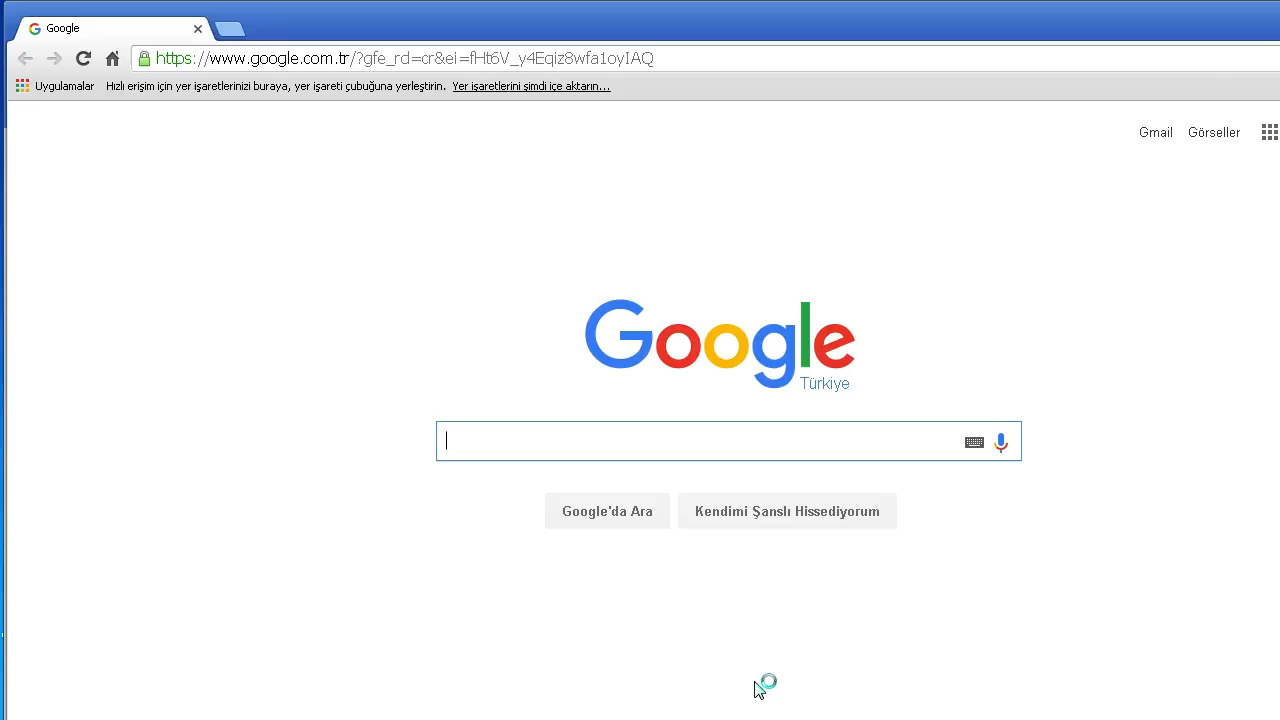 Google
https://www.google.com.tr/?gfe_rd=cr&ei=fHt6V_y4Eqiz8wfa1oyIAQ
Uygulamalar Hızlı erişim için yer işaretlerinizi buraya, yer işareti çubuğuna yerleştirin. Yer işaretlerini şimdi içe aktarın...
Gmail Görseller
Google
Türkiye
Google'da Ara Kendimi Şanslı Hissediyorum